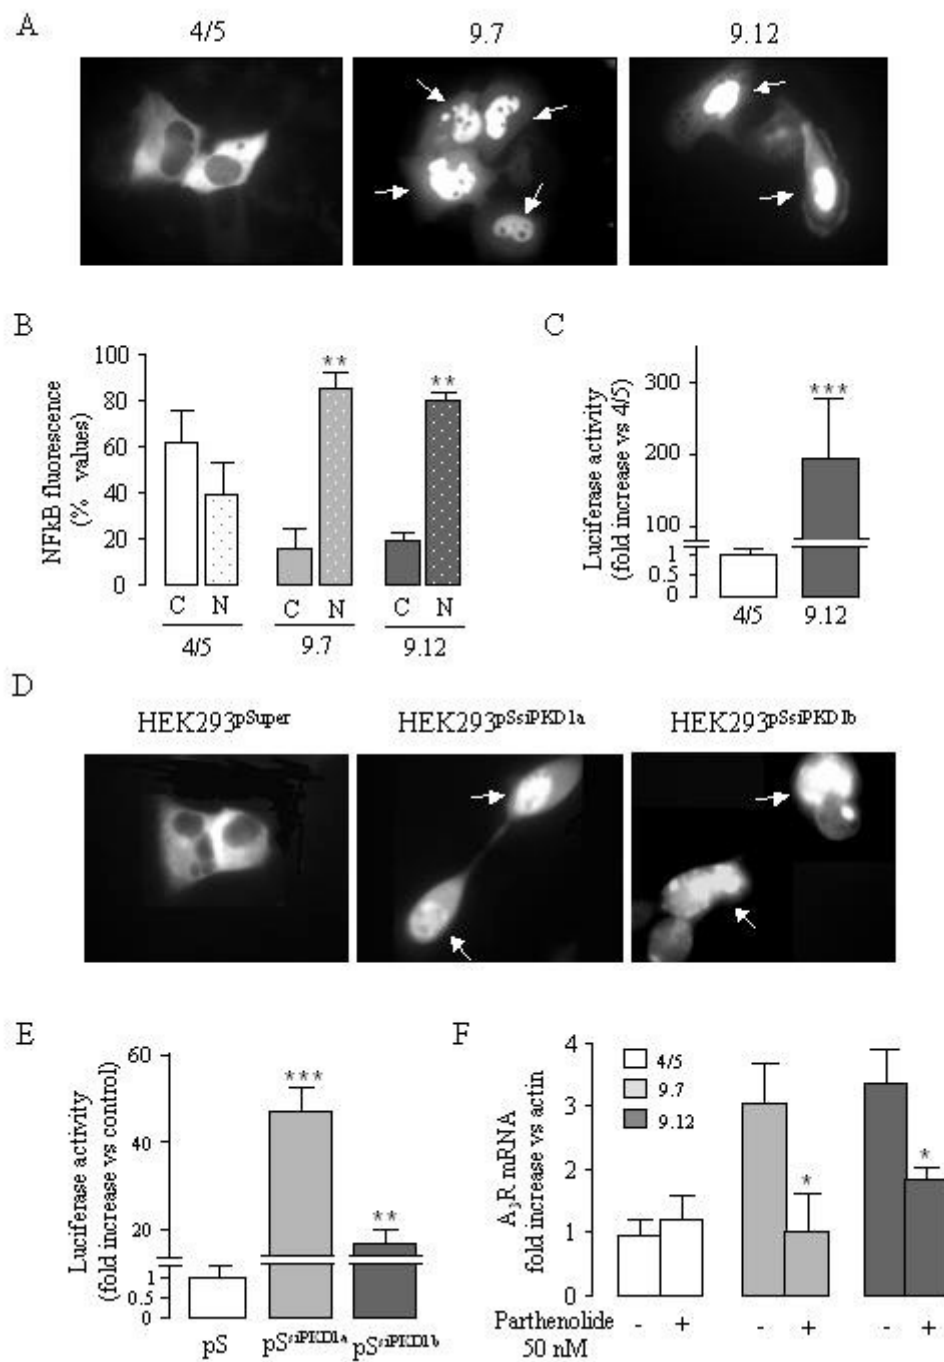 A
4/5 9.7 9.12
B
NFkB fluorescence
(% values)
100
80
60
40
20
0
** **
C N C N C N
4/5 9.7 9.12
C
Luciferase activity
(fold increase vs 4/5)
300
200
100
1
0.5
0
***
4/5 9.12
D
HEK293pSuper HEK293pSsiPKD1a HEK293pSsiPKD1b
E
Luciferase activity
(fold increase vs control)
60
40
20
1
0.5
0
***
**
pS pSsiPKD1a pSsiPKD1b
F
A3R mRNA
fold increase vs actin
4
3
2
1
0
4/5
9.7
9.12
* *
Parthenolide - + - + - +
50 nM